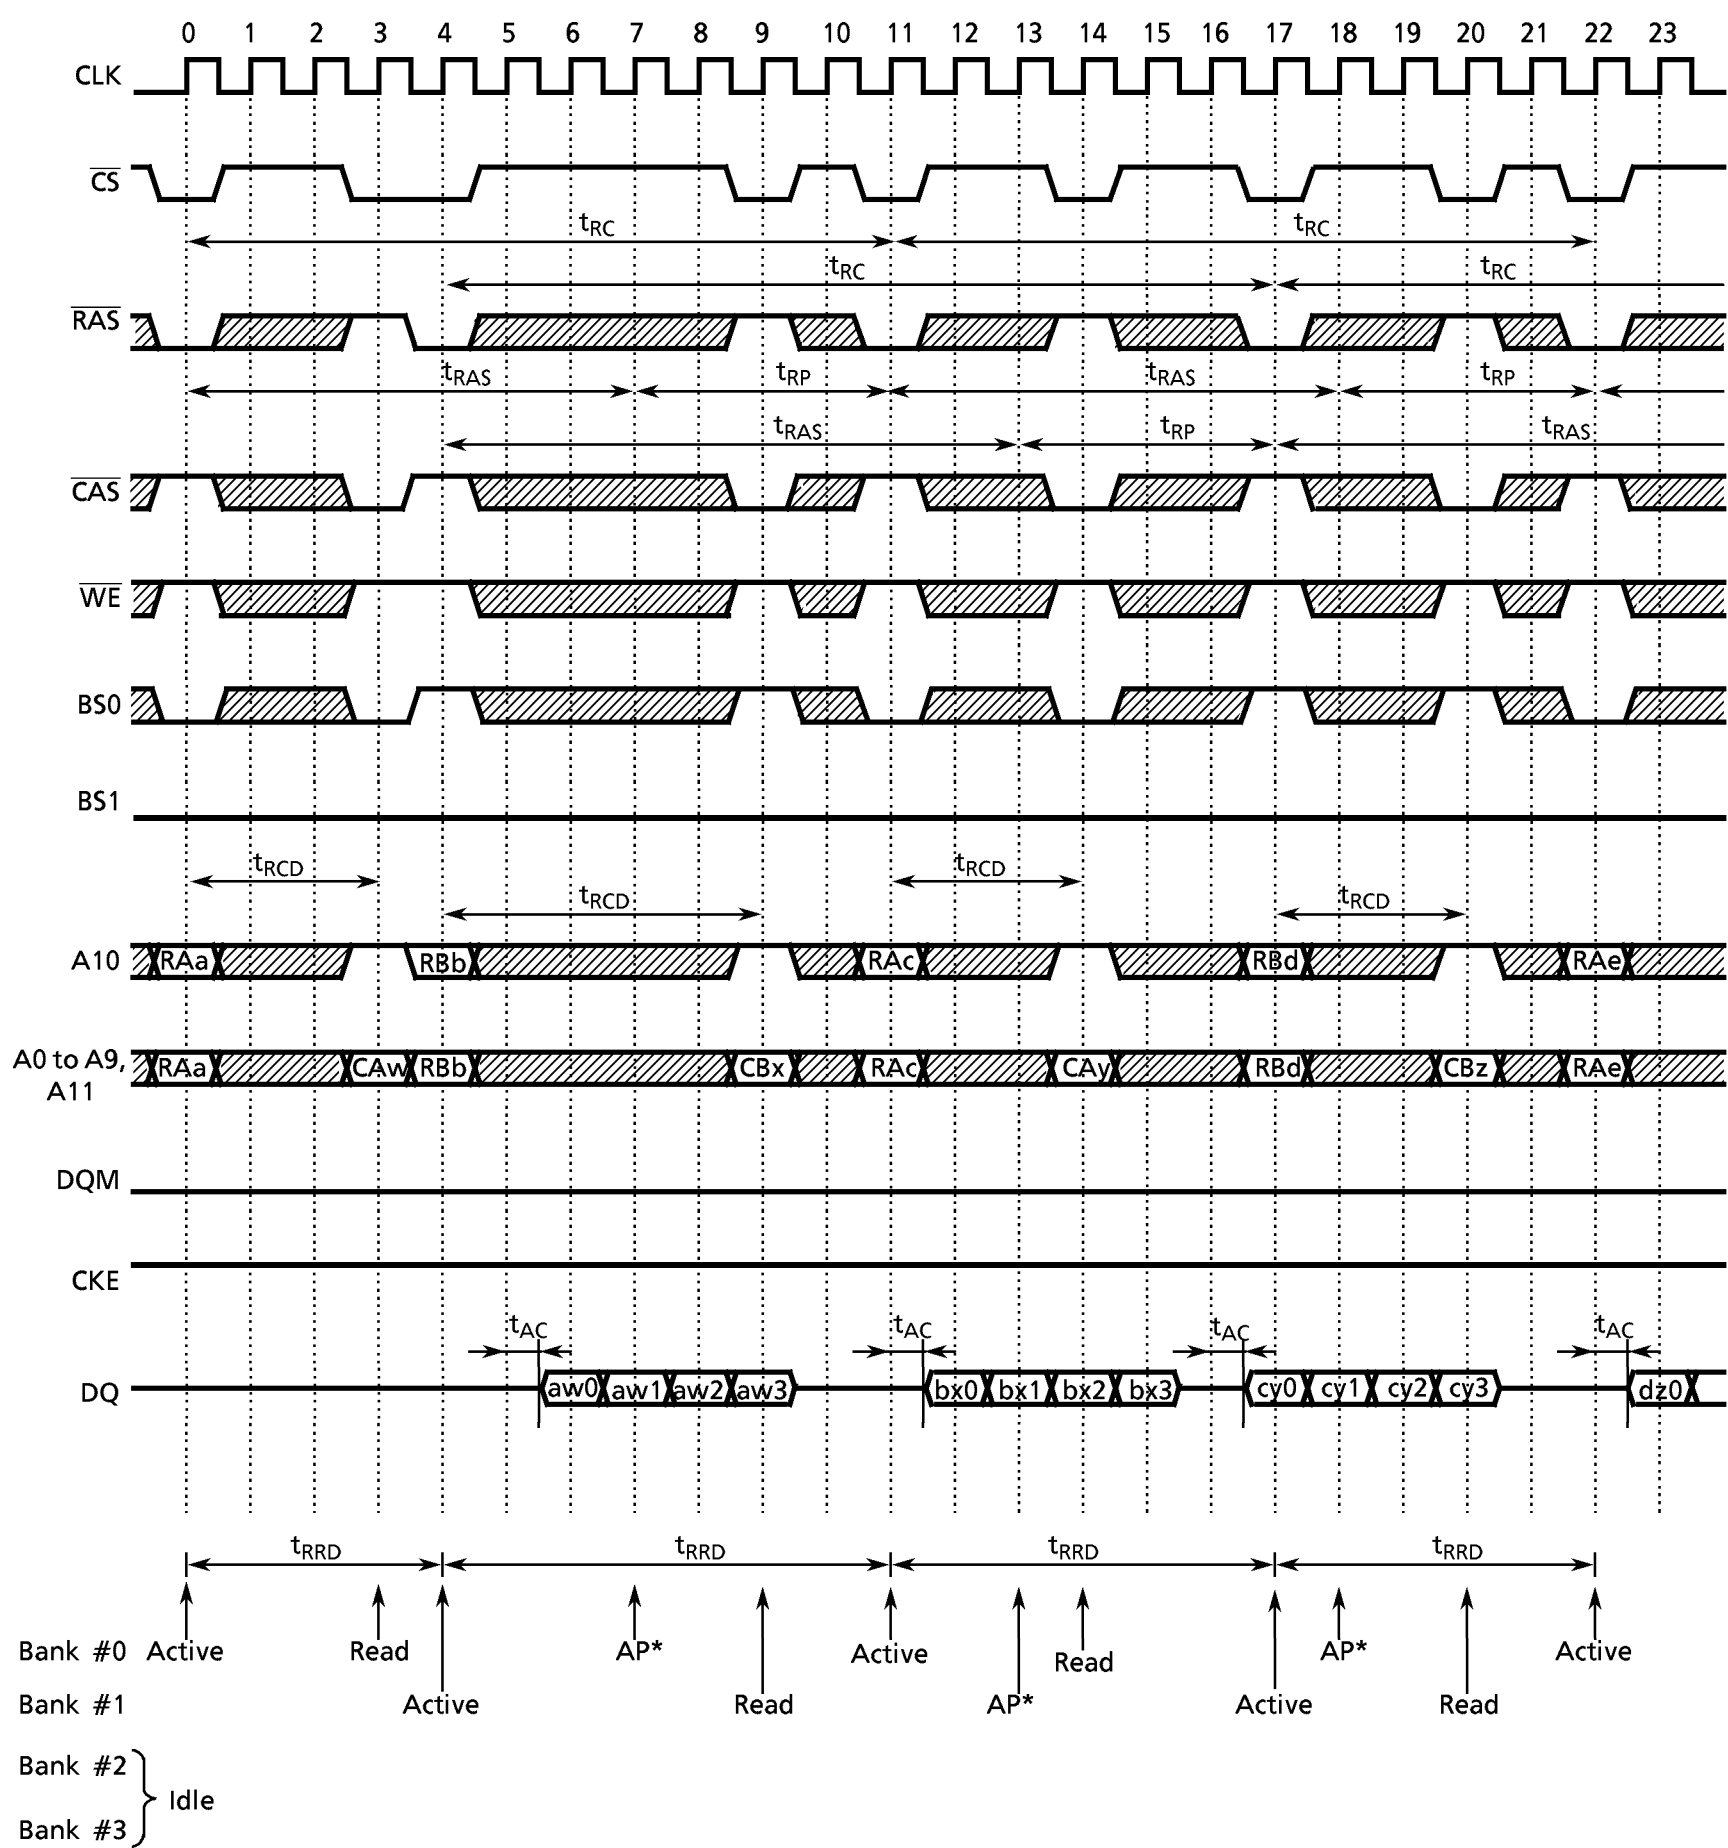 0 1 2 3 4 5 6 7 8 9 10 11 12 13 14 15 16 17 18 19 20 21 22 23
CLK
CS
tRC tRC
tRC tRC
RAS
tRAS tRP tRAS tRP
tRAS tRP tRAS
CAS
WE
BS0
BS1
tRCD tRCD
tRCD tRCD
A10 RAa RBb RAc RBd RAe
A0 to A9, A11 RAa CAw RBb CBx RAc CAy RBd CBz RAe
DQM
CKE
tAC tAC tAC tAC
DQ aw0 aw1 aw2 aw3 bx0 bx1 bx2 bx3 cy0 cy1 cy2 cy3 dz0
tRRD tRRD tRRD tRRD
Bank #0 Active Read AP* Active Read AP* Active
Bank #1 Active Read AP* Active Read
Bank #2
Idle
Bank #3